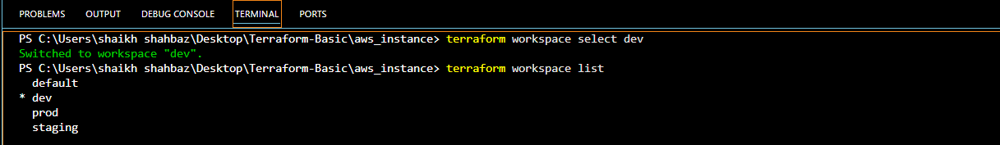 PROBLEMS OUTPUT DEBUG CONSOLE TERMINAL PORTS
PS C:\Users\shaikh shahbaz\Desktop\Terraform-Basic\aws_instance> terraform workspace select dev
Switched to workspace "dev".
PS C:\Users\shaikh shahbaz\Desktop\Terraform-Basic\aws_instance> terraform workspace list
  default
* dev
  prod
  staging